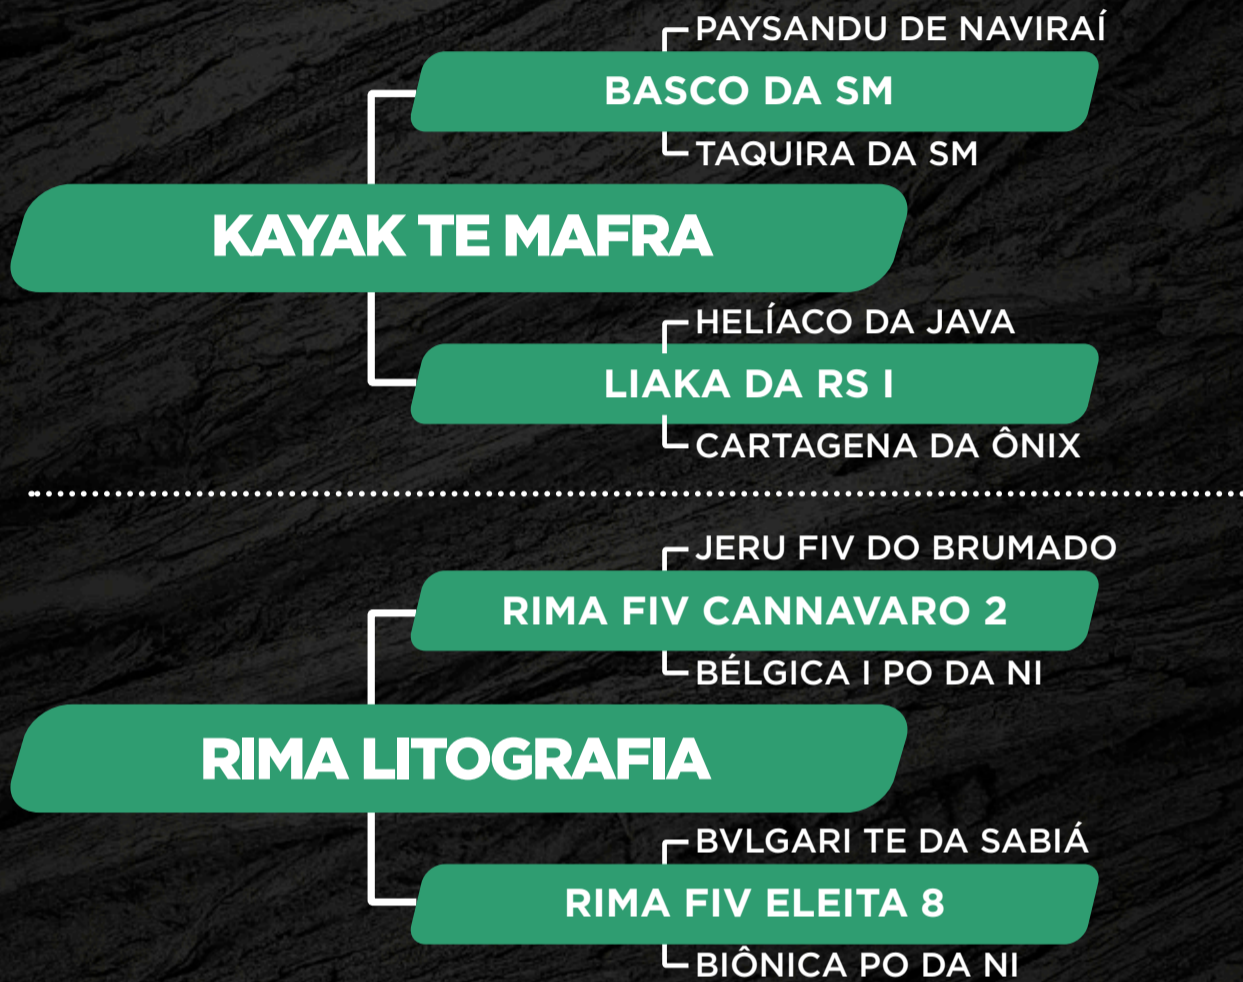 PAYSANDU DE NAVIRAÍ
BASCO DA SM
TAQUIRA DA SM
KAYAK TE MAFRA
HELÍACO DA JAVA
LIAKA DA RS I
CARTAGENA DA ÔNIX
JERU FIV DO BRUMADO
RIMA FIV CANNAVARO 2
BÉLGICA I PO DA NI
RIMA LITOGRAFIA
BVLGARI TE DA SABIÁ
RIMA FIV ELEITA 8
BIÔNICA PO DA NI